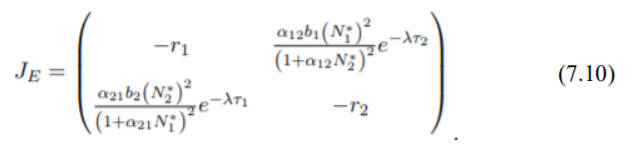 J_E = \begin{pmatrix} -r_1 & \frac{\alpha_{12} b_1 (N_1^*)^2}{(1+\alpha_{12} N_2^*)^2} e^{-\lambda \tau_2} \\ \frac{\alpha_{21} b_2 (N_2^*)^2}{(1+\alpha_{21} N_1^*)^2} e^{-\lambda \tau_1} & -r_2 \end{pmatrix}. (7.10)